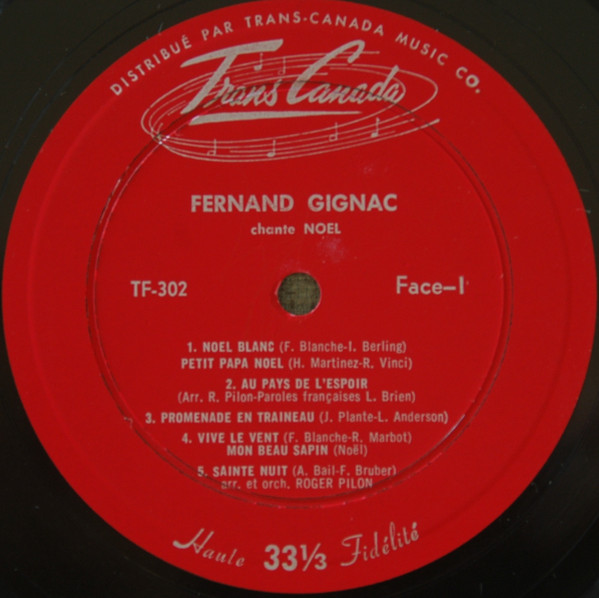 DISTRIBUÉ PAR TRANS-CANADA MUSIC CO.
Trans Canada
FERNAND GIGNAC
chante NOEL
TF-302
Face-I
1. NOEL BLANC (F. Blanche-I. Berling)
PETIT PAPA NOEL (H. Martinez-R. Vinci)
2. AU PAYS DE L'ESPOIR
(Arr. R. Pilon-Paroles françaises L. Brien)
3. PROMENADE EN TRAINEAU (J. Plante-L. Anderson)
4. VIVE LE VENT (F. Blanche-R. Marbot)
MON BEAU SAPIN (Noël)
5. SAINTE NUIT (A. Bail-F. Bruber)
arr. et orch. ROGER PILON
Haute 33⅓ Fidélité